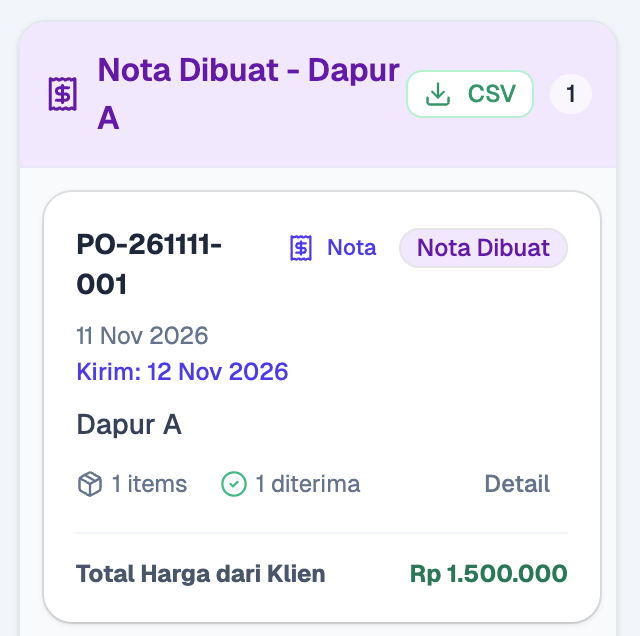 Nota Dibuat - Dapur
A
CSV
1
PO-261111-
001
Nota
Nota Dibuat
11 Nov 2026
Kirim: 12 Nov 2026
Dapur A
1 items
1 diterima
Detail
Total Harga dari Klien
Rp 1.500.000